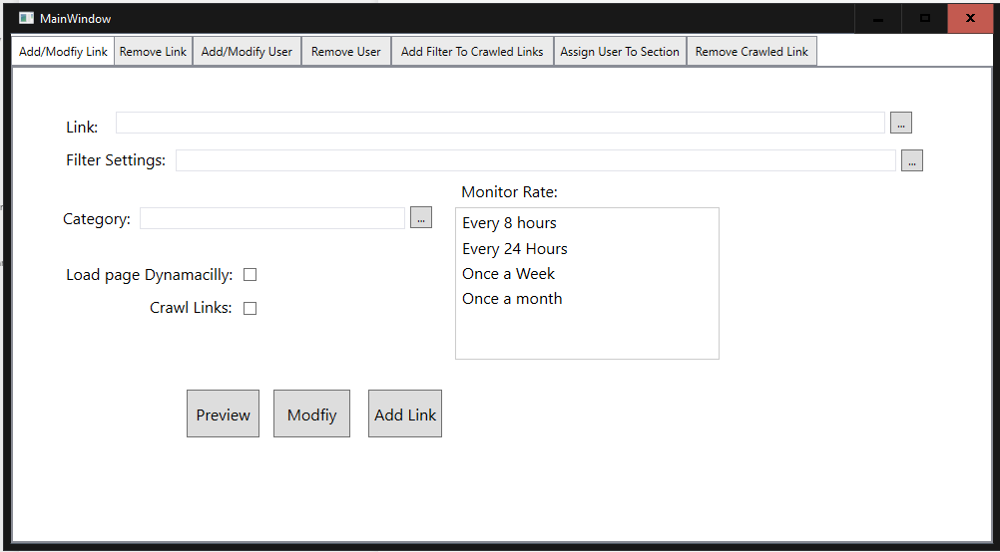 MainWindow
Add/Modfiy Link Remove Link Add/Modify User Remove User Add Filter To Crawled Links Assign User To Section Remove Crawled Link
Link: ...
Filter Settings: ...
Monitor Rate:
Category: ...
Every 8 hours
Every 24 Hours
Once a Week
Once a month
Load page Dynamacilly:
Crawl Links:
Preview Modfiy Add Link